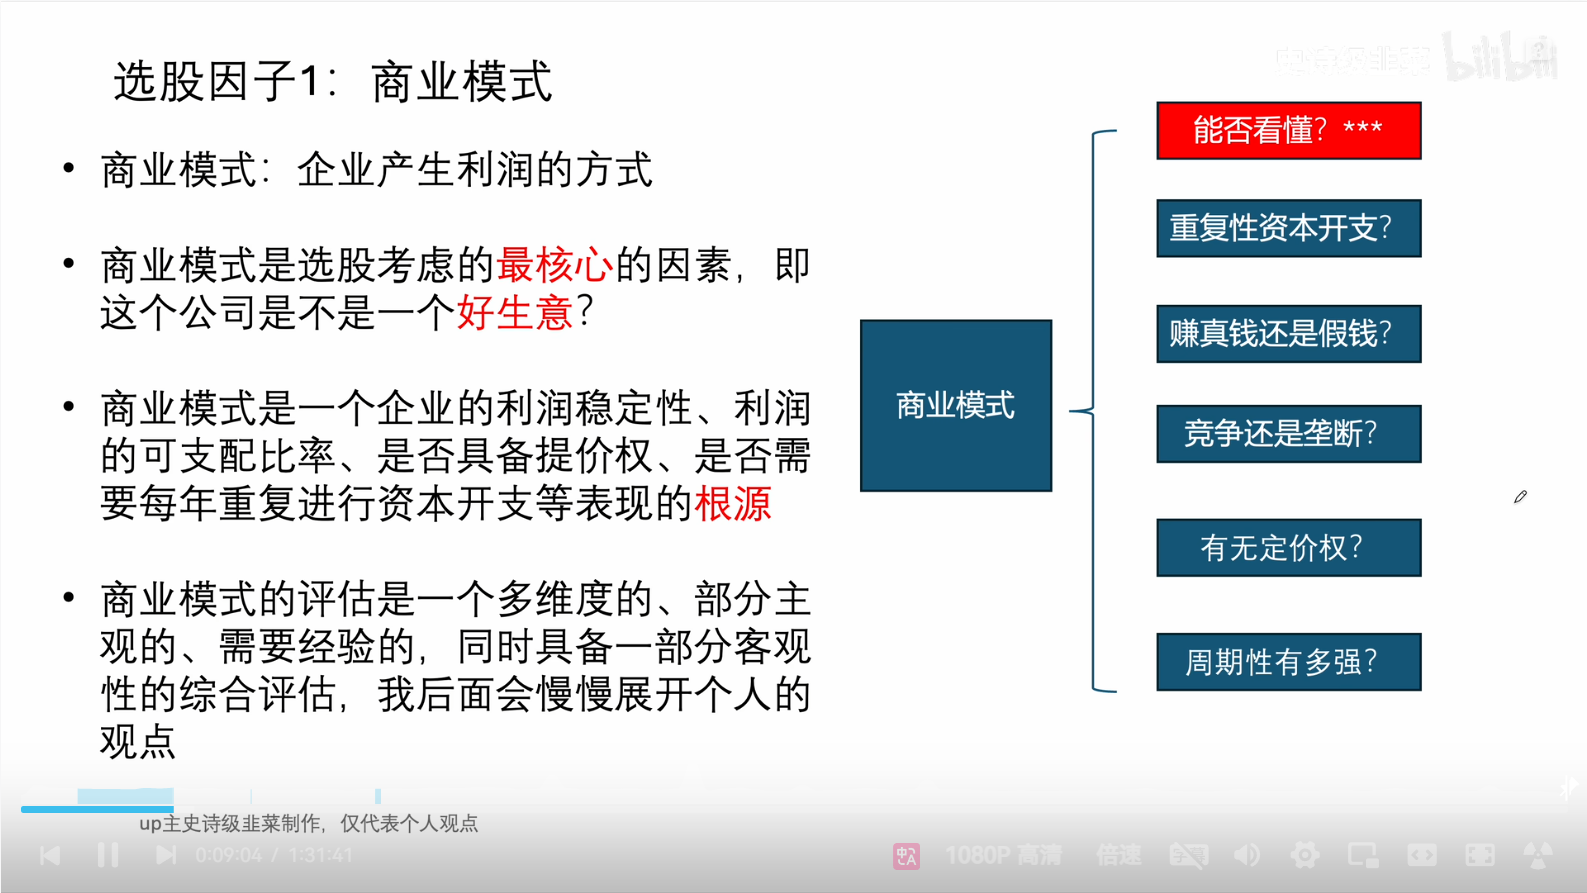 史诗级韭菜 bilibili
选股因子1：商业模式
• 商业模式：企业产生利润的方式
• 商业模式是选股考虑的最核心的因素，即
这个公司是不是一个好生意？
• 商业模式是一个企业的利润稳定性、利润
的可支配比率、是否具备提价权、是否需
要每年重复进行资本开支等表现的根源
• 商业模式的评估是一个多维度的、部分主
观的、需要经验的，同时具备一部分客观
性的综合评估，我后面会慢慢展开个人的
观点
商业模式
能否看懂？***
重复性资本开支？
赚真钱还是假钱？
竞争还是垄断？
有无定价权？
周期性有多强？
up主史诗级韭菜制作，仅代表个人观点
0:09:04 / 1:31:41
中A
1080P 高清
倍速
字幕